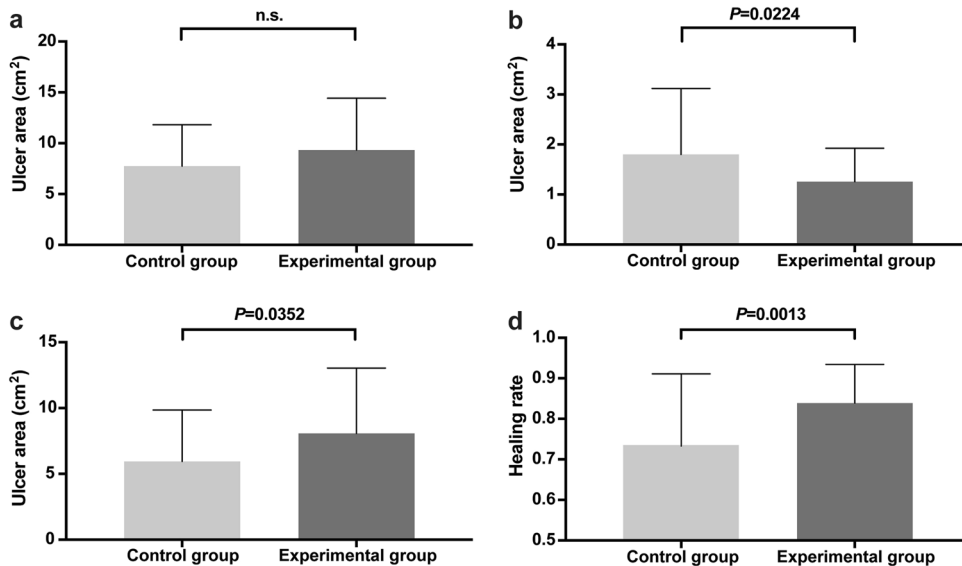 a
n.s.
Ulcer area (cm²)
20
15
10
5
0
Control group Experimental group
b
P=0.0224
Ulcer area (cm²)
4
3
2
1
0
Control group Experimental group
c
P=0.0352
Ulcer area (cm²)
15
10
5
0
Control group Experimental group
d
P=0.0013
Healing rate
1.0
0.9
0.8
0.7
0.6
0.5
Control group Experimental group